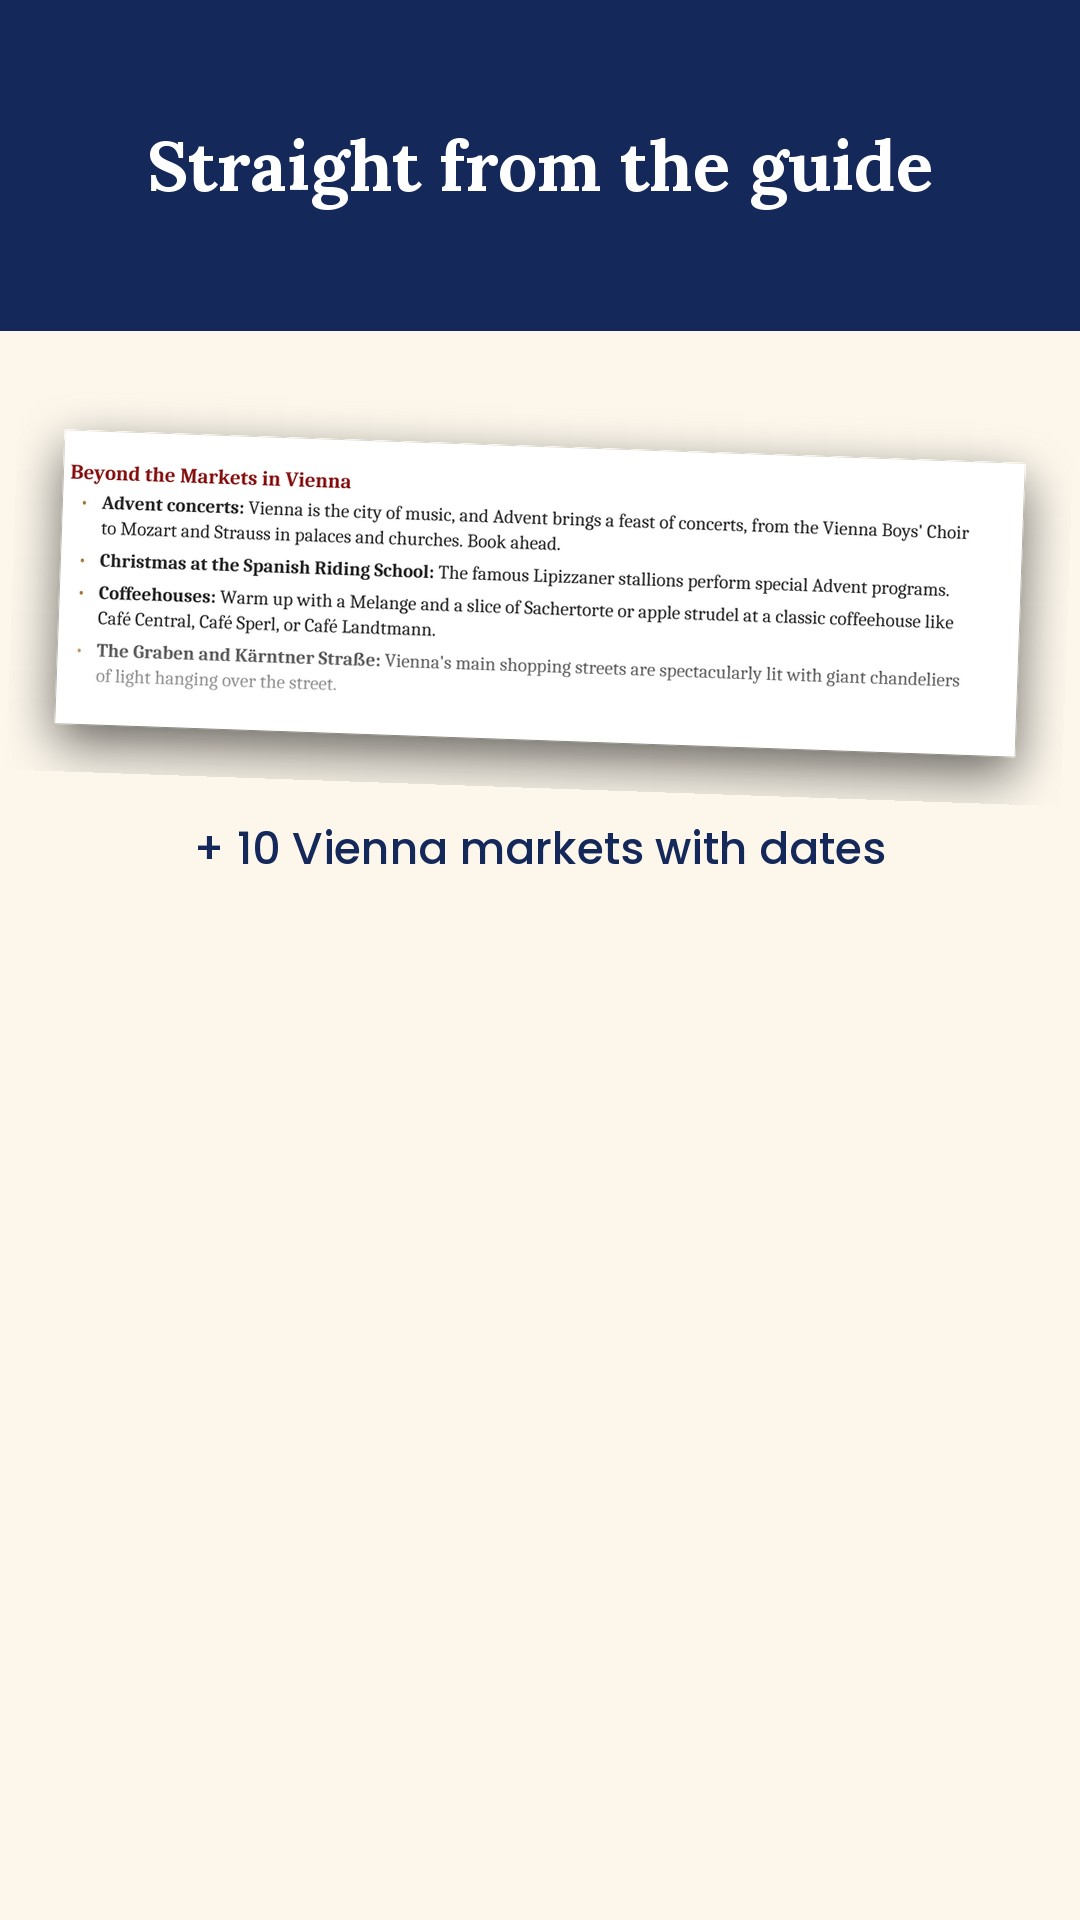 Straight from the guide
Beyond the Markets in Vienna
• Advent concerts: Vienna is the city of music, and Advent brings a feast of concerts, from the Vienna Boys' Choir
to Mozart and Strauss in palaces and churches. Book ahead.
• Christmas at the Spanish Riding School: The famous Lipizzaner stallions perform special Advent programs.
• Coffeehouses: Warm up with a Melange and a slice of Sachertorte or apple strudel at a classic coffeehouse like
Café Central, Café Sperl, or Café Landtmann.
• The Graben and Kärntner Straße: Vienna's main shopping streets are spectacularly lit with giant chandeliers
of light hanging over the street.
+ 10 Vienna markets with dates